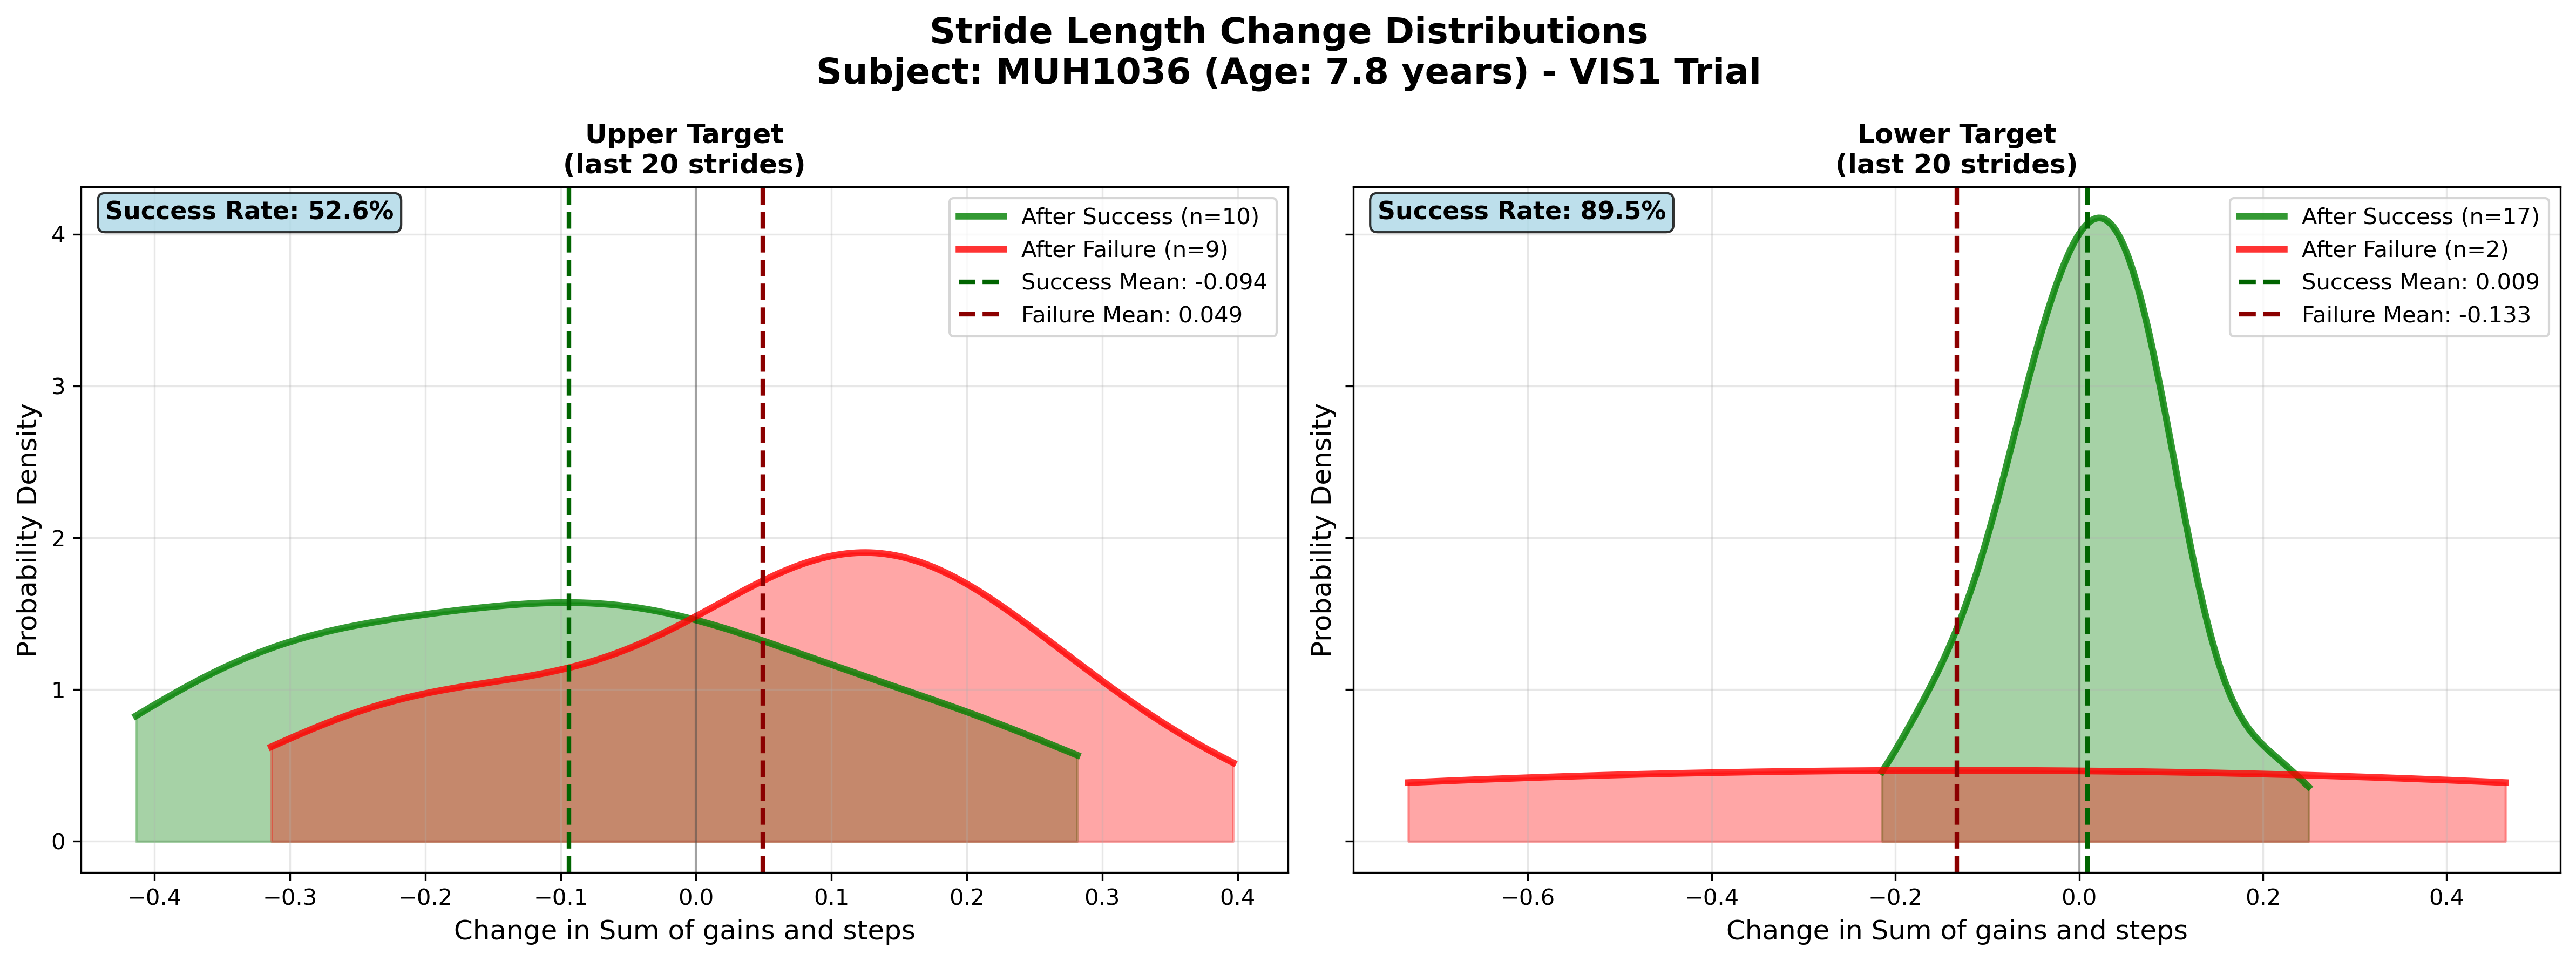 Stride Length Change Distributions
Subject: MUH1036 (Age: 7.8 years) - VIS1 Trial
Upper Target
(last 20 strides)
Success Rate: 52.6%
After Success (n=10)
After Failure (n=9)
Success Mean: -0.094
Failure Mean: 0.049
Probability Density
4
3
2
1
0
−0.4
−0.3
−0.2
−0.1
0.0
0.1
0.2
0.3
0.4
Change in Sum of gains and steps
Lower Target
(last 20 strides)
Success Rate: 89.5%
After Success (n=17)
After Failure (n=2)
Success Mean: 0.009
Failure Mean: -0.133
Probability Density
−0.6
−0.4
−0.2
0.0
0.2
0.4
Change in Sum of gains and steps